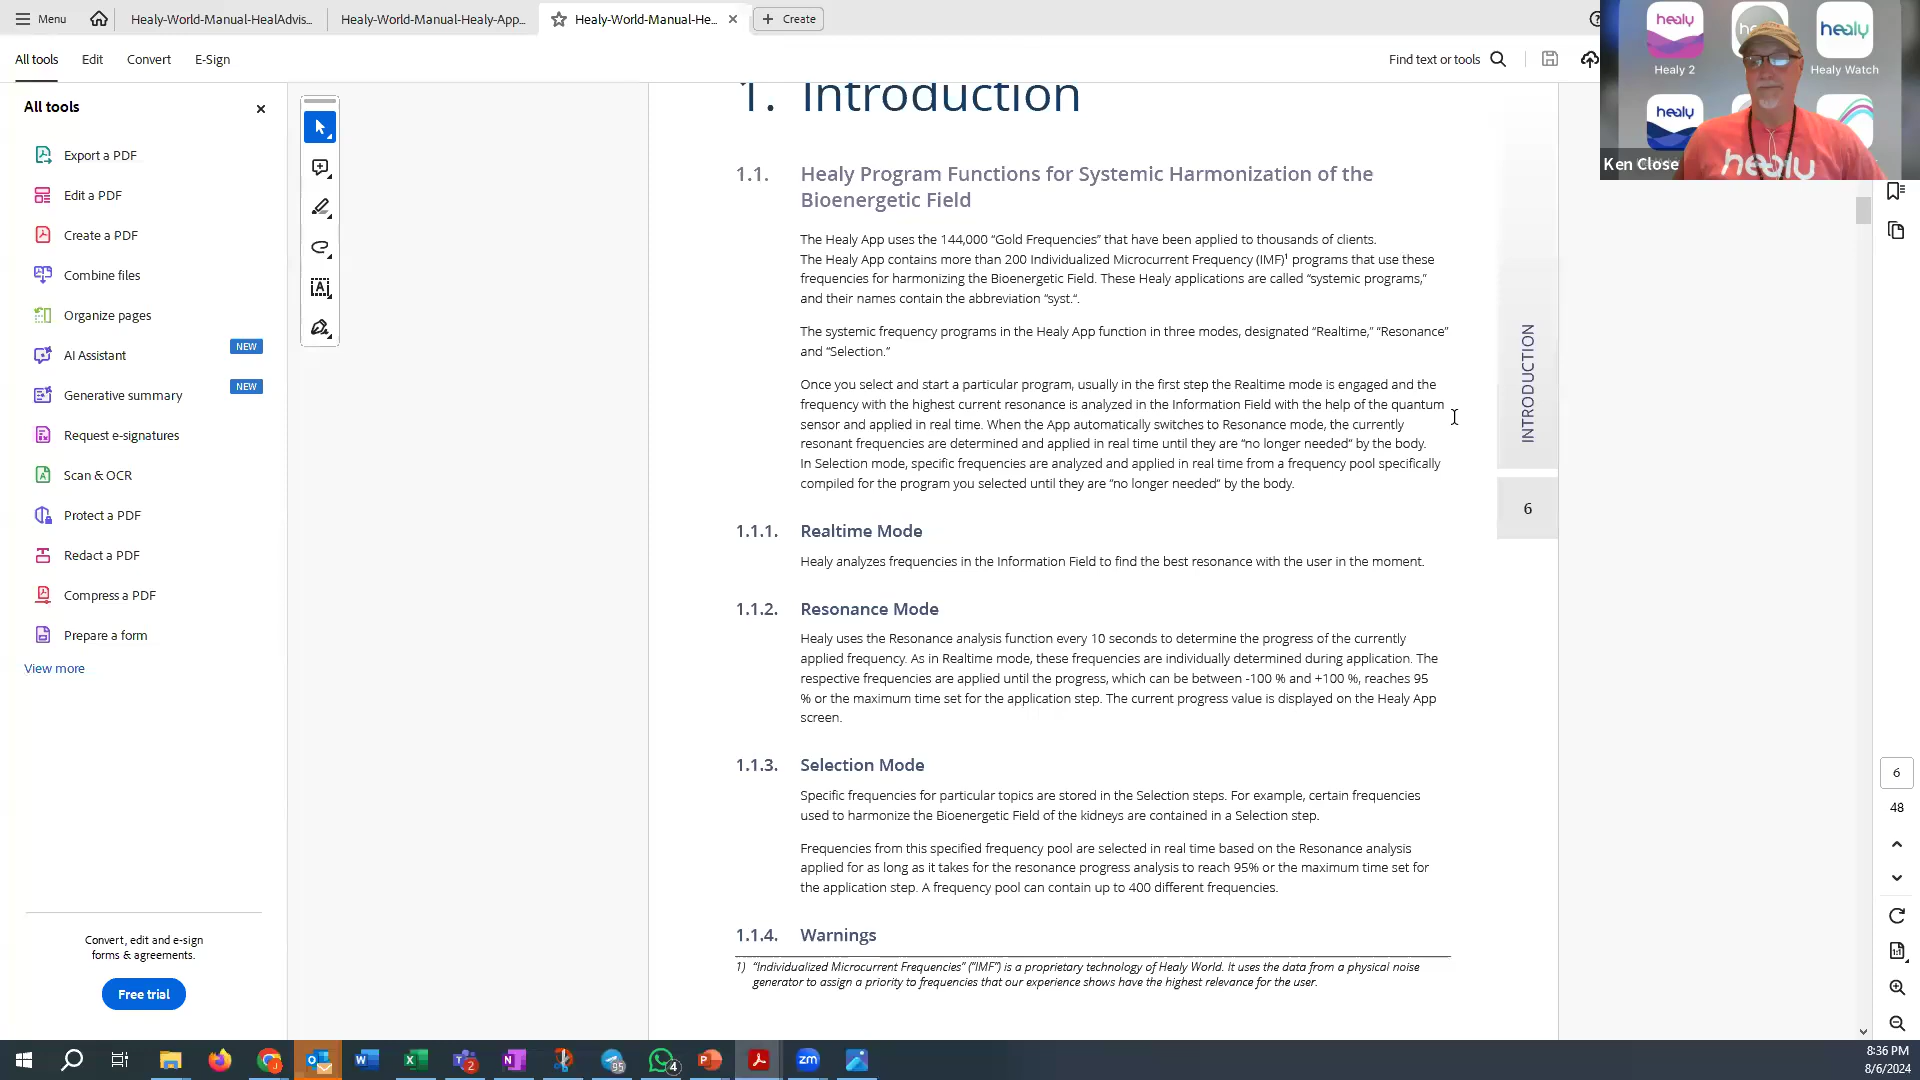 Menu
Healy-World-Manual-HealAdvis...
Healy-World-Manual-Healy-App...
Healy-World-Manual-He...
Create
All tools
Edit
Convert
E-Sign
Find text or tools
healy
healy
Healy 2
Healy Watch
healy
healy
Ken Close
All tools
Export a PDF
Edit a PDF
Create a PDF
Combine files
Organize pages
AI Assistant
NEW
Generative summary
NEW
Request e-signatures
Scan & OCR
Protect a PDF
Redact a PDF
Compress a PDF
Prepare a form
View more
Convert, edit and e-sign
forms & agreements.
Free trial
1. Introduction
1.1. Healy Program Functions for Systemic Harmonization of the
Bioenergetic Field
The Healy App uses the 144,000 “Gold Frequencies” that have been applied to thousands of clients.
The Healy App contains more than 200 Individualized Microcurrent Frequency (IMF)¹ programs that use these
frequencies for harmonizing the Bioenergetic Field. These Healy applications are called “systemic programs,”
and their names contain the abbreviation “syst.“.
The systemic frequency programs in the Healy App function in three modes, designated “Realtime,” “Resonance”
and “Selection.”
Once you select and start a particular program, usually in the first step the Realtime mode is engaged and the
frequency with the highest current resonance is analyzed in the Information Field with the help of the quantum
sensor and applied in real time. When the App automatically switches to Resonance mode, the currently
resonant frequencies are determined and applied in real time until they are “no longer needed“ by the body.
In Selection mode, specific frequencies are analyzed and applied in real time from a frequency pool specifically
compiled for the program you selected until they are “no longer needed“ by the body.
1.1.1. Realtime Mode
Healy analyzes frequencies in the Information Field to find the best resonance with the user in the moment.
1.1.2. Resonance Mode
Healy uses the Resonance analysis function every 10 seconds to determine the progress of the currently
applied frequency. As in Realtime mode, these frequencies are individually determined during application. The
respective frequencies are applied until the progress, which can be between -100 % and +100 %, reaches 95
% or the maximum time set for the application step. The current progress value is displayed on the Healy App
screen.
1.1.3. Selection Mode
Specific frequencies for particular topics are stored in the Selection steps. For example, certain frequencies
used to harmonize the Bioenergetic Field of the kidneys are contained in a Selection step.
Frequencies from this specified frequency pool are selected in real time based on the Resonance analysis
applied for as long as it takes for the resonance progress analysis to reach 95% or the maximum time set for
the application step. A frequency pool can contain up to 400 different frequencies.
1.1.4. Warnings
1) “Individualized Microcurrent Frequencies” (“IMF”) is a proprietary technology of Healy World. It uses the data from a physical noise
generator to assign a priority to frequencies that our experience shows have the highest relevance for the user.
INTRODUCTION
6
6
48
8:36 PM
8/6/2024